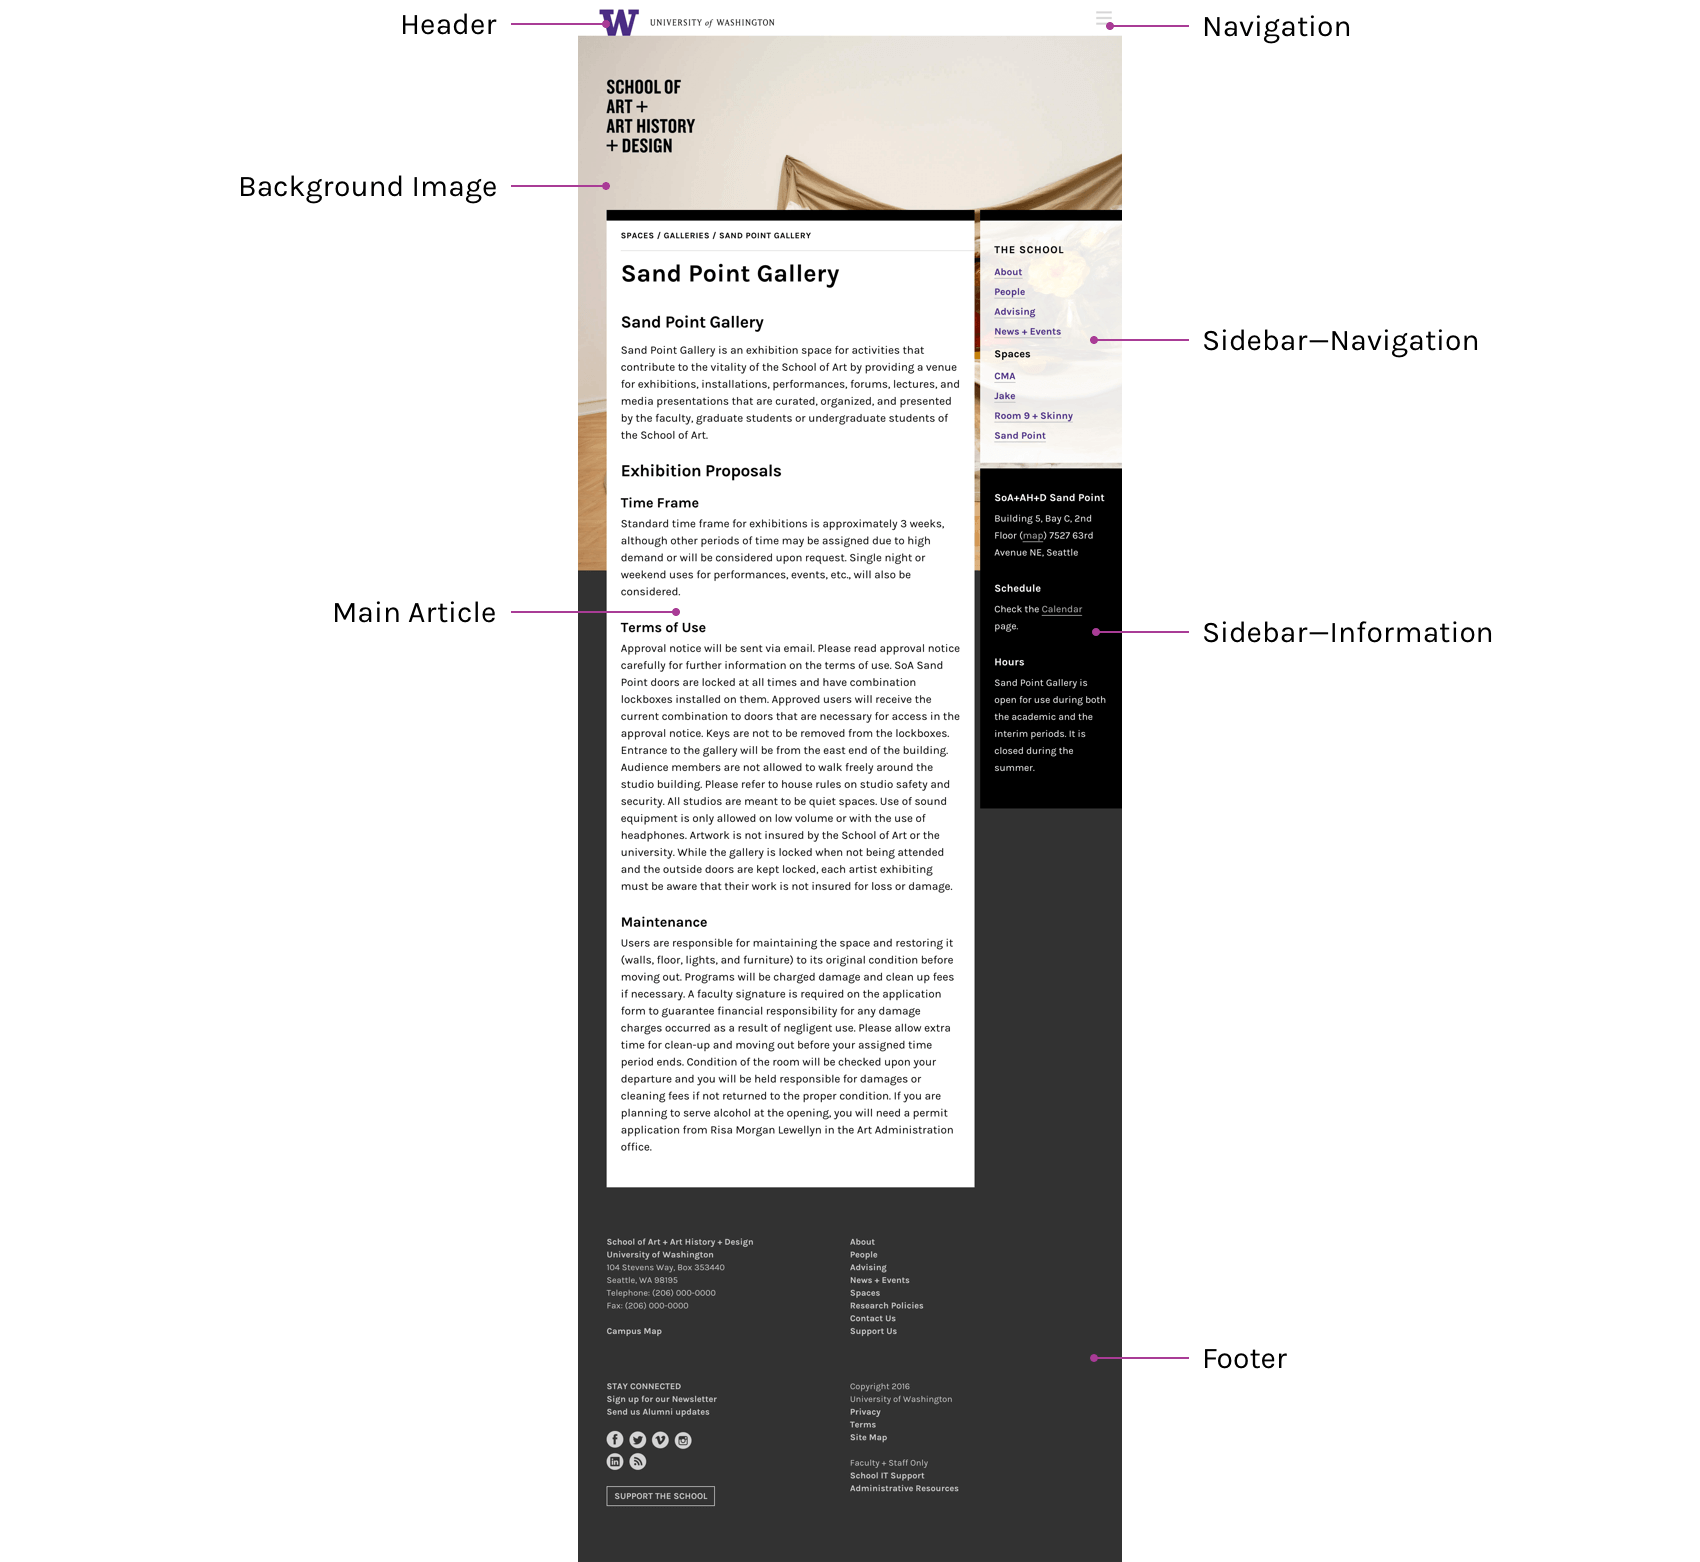 Header
W
UNIVERSITY of WASHINGTON
Navigation
SCHOOL OF
ART +
ART HISTORY
+ DESIGN
Background Image
SPACES / GALLERIES / SAND POINT GALLERY
Sand Point Gallery
Sand Point Gallery
Sand Point Gallery is an exhibition space for activities that
contribute to the vitality of the School of Art by providing a venue
for exhibitions, installations, performances, forums, lectures, and
media presentations that are curated, organized, and presented
by the faculty, graduate students or undergraduate students of
the School of Art.
Exhibition Proposals
Time Frame
Standard time frame for exhibitions is approximately 3 weeks,
although other periods of time may be assigned due to high
demand or will be considered upon request. Single night or
weekend uses for performances, events, etc., will also be
considered.
Main Article
Terms of Use
Approval notice will be sent via email. Please read approval notice
carefully for further information on the terms of use. SoA Sand
Point doors are locked at all times and have combination
lockboxes installed on them. Approved users will receive the
current combination to doors that are necessary for access in the
approval notice. Keys are not to be removed from the lockboxes.
Entrance to the gallery will be from the east end of the building.
Audience members are not allowed to walk freely around the
studio building. Please refer to house rules on studio safety and
security. All studios are meant to be quiet spaces. Use of sound
equipment is only allowed on low volume or with the use of
headphones. Artwork is not insured by the School of Art or the
university. While the gallery is locked when not being attended
and the outside doors are kept locked, each artist exhibiting
must be aware that their work is not insured for loss or damage.
Maintenance
Users are responsible for maintaining the space and restoring it
(walls, floor, lights, and furniture) to its original condition before
moving out. Programs will be charged damage and clean up fees
if necessary. A faculty signature is required on the application
form to guarantee financial responsibility for any damage
charges occurred as a result of negligent use. Please allow extra
time for clean-up and moving out before your assigned time
period ends. Condition of the room will be checked upon your
departure and you will be held responsible for damages or
cleaning fees if not returned to the proper condition. If you are
planning to serve alcohol at the opening, you will need a permit
application from Risa Morgan Lewellyn in the Art Administration
office.
THE SCHOOL
About
People
Advising
News + Events
Spaces
CMA
Jake
Room 9 + Skinny
Sand Point
Sidebar—Navigation
SoA+AH+D Sand Point
Building 5, Bay C, 2nd
Floor (map) 7527 63rd
Avenue NE, Seattle
Schedule
Check the Calendar
page.
Hours
Sand Point Gallery is
open for use during both
the academic and the
interim periods. It is
closed during the
summer.
Sidebar—Information
School of Art + Art History + Design
University of Washington
104 Stevens Way, Box 353440
Seattle, WA 98195
Telephone: (206) 000-0000
Fax: (206) 000-0000
Campus Map
About
People
Advising
News + Events
Spaces
Research Policies
Contact Us
Support Us
Footer
STAY CONNECTED
Sign up for our Newsletter
Send us Alumni updates
SUPPORT THE SCHOOL
Copyright 2016
University of Washington
Privacy
Terms
Site Map
Faculty + Staff Only
School IT Support
Administrative Resources